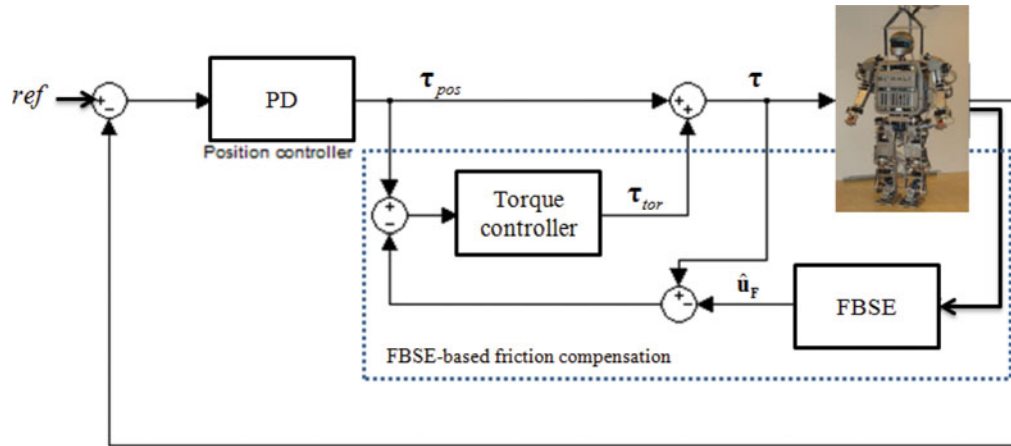 ref
−
PD
Position controller
τpos
+
+
τ
+
−
Torque
controller
τtor
+
−
ûF
FBSE
FBSE-based friction compensation